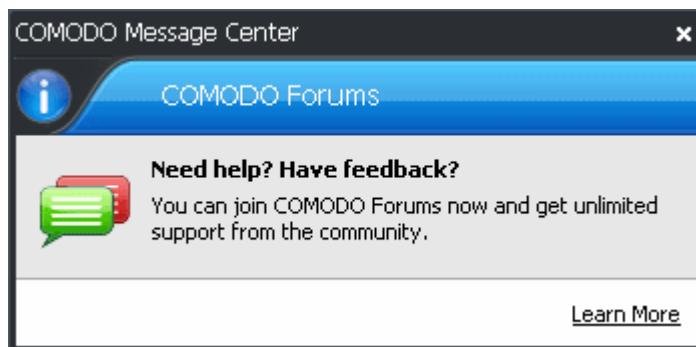 COMODO Message Center
COMODO Forums
Need help? Have feedback?
You can join COMODO Forums now and get unlimited
support from the community.
Learn More